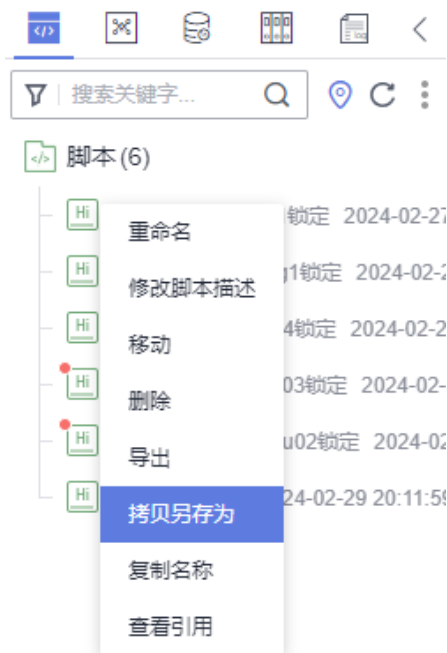 搜索关键字...
脚本 (6)
Hi 锁定 2024-02-27
重命名
Hi 1锁定 2024-02-2
修改脚本描述
Hi 4锁定 2024-02-2
移动
Hi 03锁定 2024-02-
删除
Hi u02锁定 2024-02
导出
Hi 24-02-29 20:11:59
拷贝另存为
复制名称
查看引用